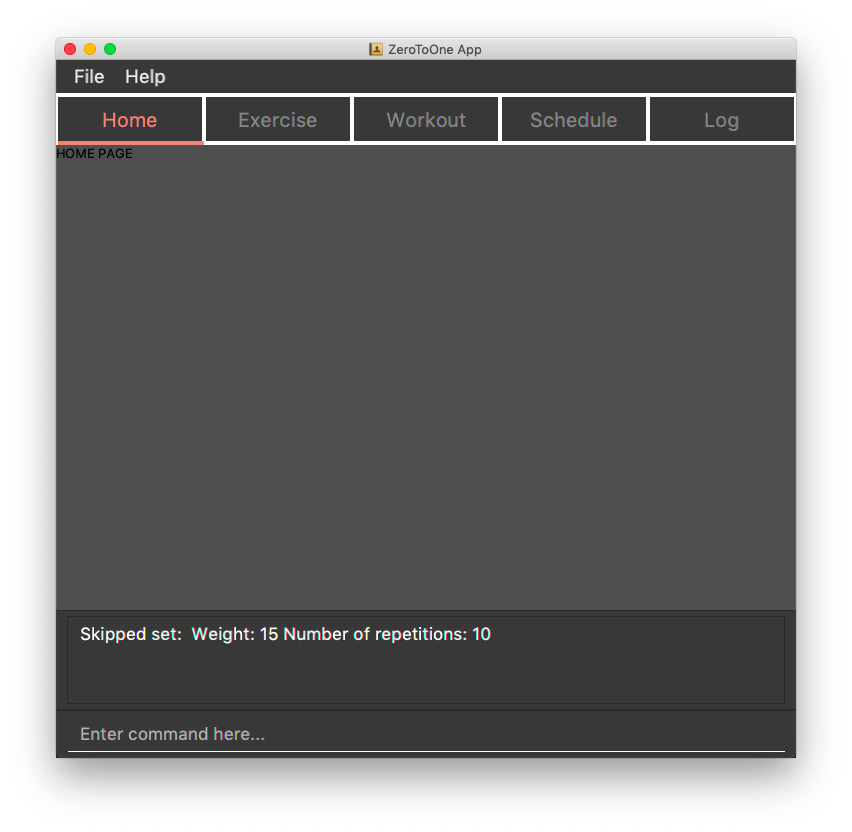 ZeroToOne App
File Help
Home Exercise Workout Schedule Log
HOME PAGE
Skipped set:  Weight: 15 Number of repetitions: 10
Enter command here...